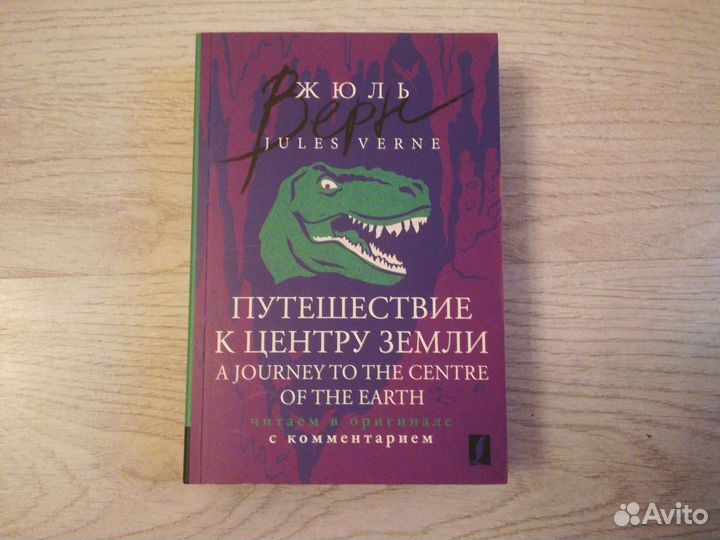 ЖЮЛЬ
Верн
JULES VERNE
ПУТЕШЕСТВИЕ
К ЦЕНТРУ ЗЕМЛИ
A JOURNEY TO THE CENTRE
OF THE EARTH
читаем в оригинале
с комментарием
Avito